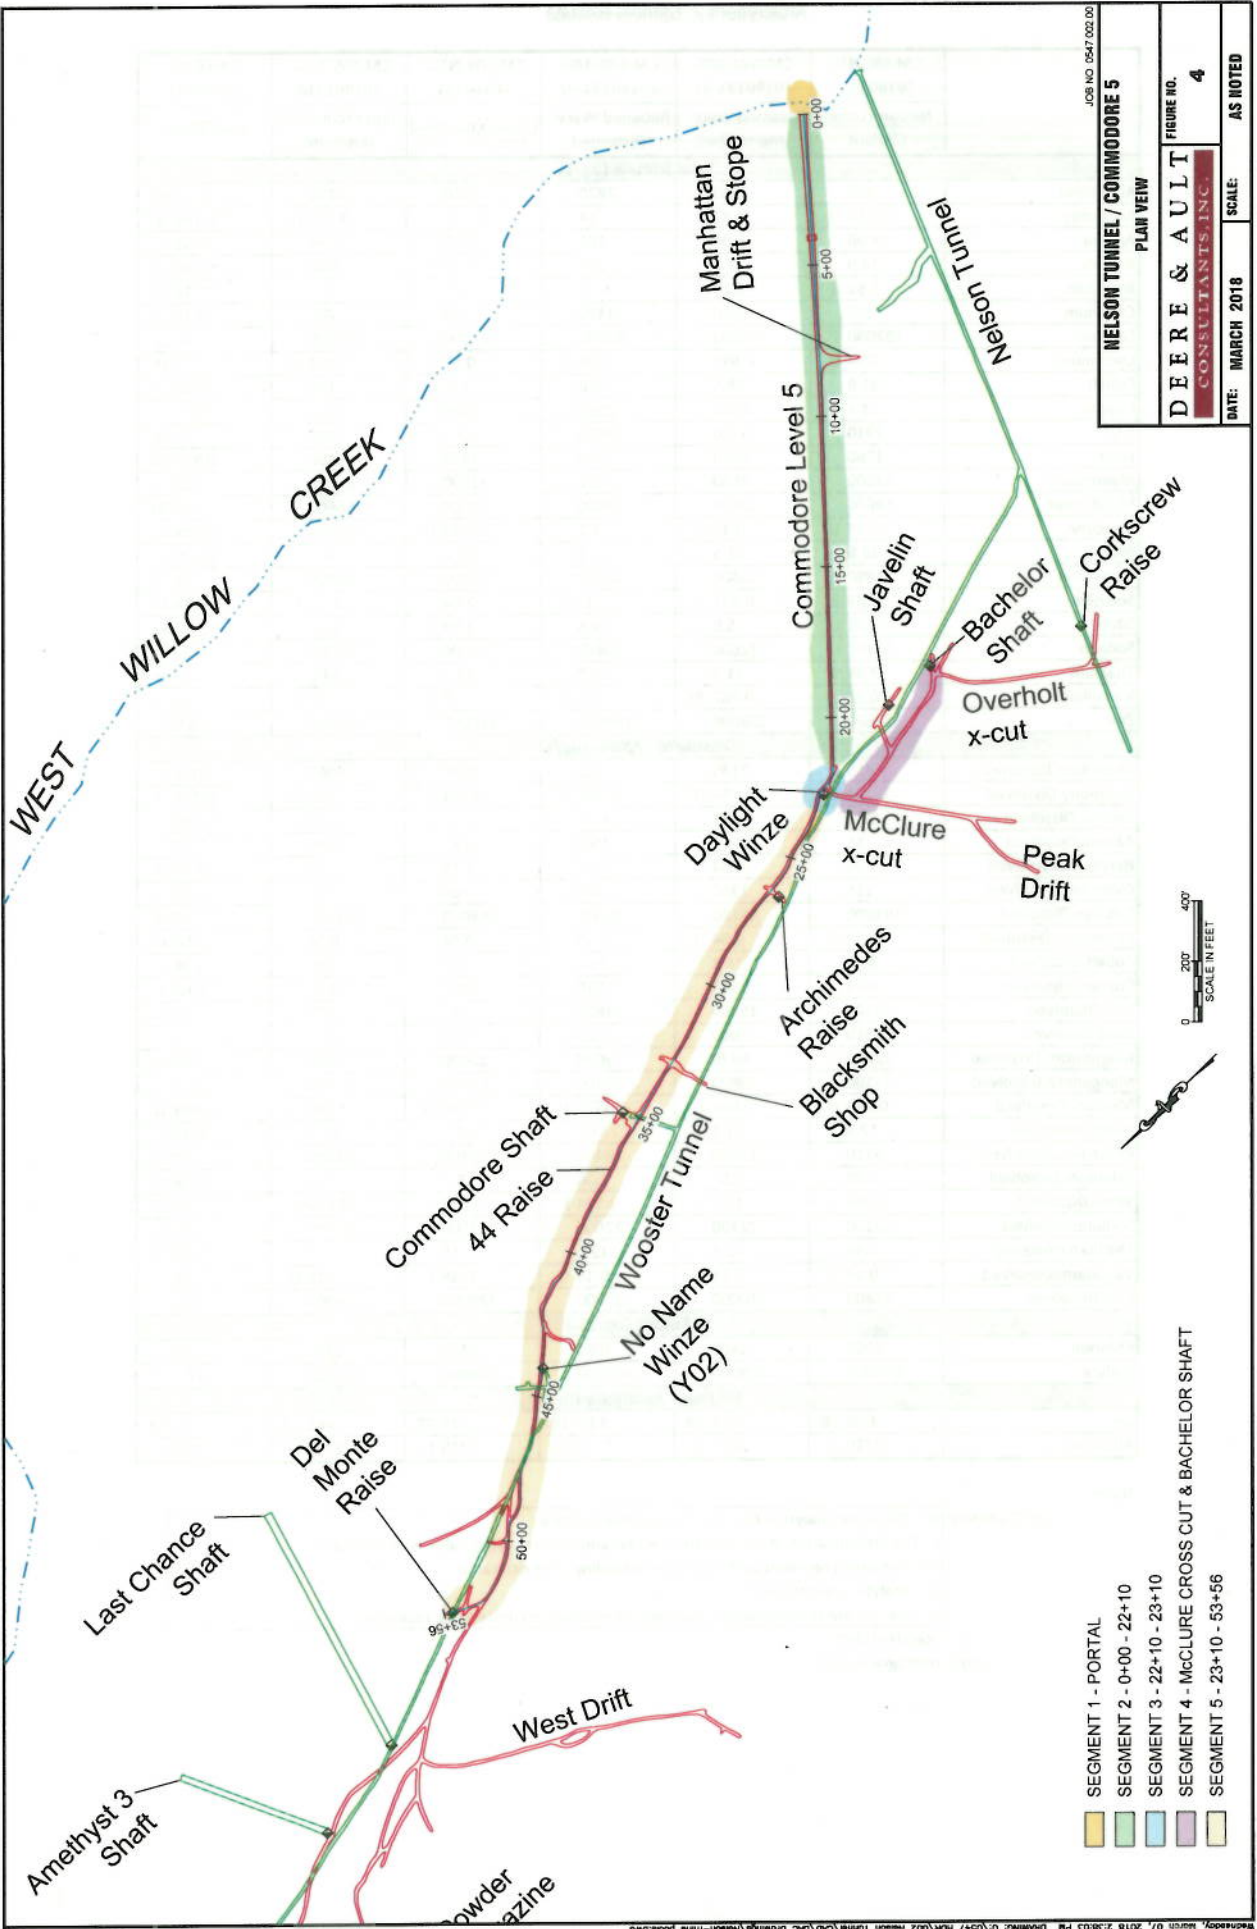 WEST
WILLOW
CREEK
Last Chance
Shaft
Amethyst 3
Shaft
Del
Monte
Raise
Commodore Shaft
44 Raise
Daylight
Winze
Commodore Level 5
Manhattan
Drift & Stope
0+00
5+00
10+00
15+00
20+00
25+00
30+00
35+00
40+00
45+00
50+00
53+56
Nelson Tunnel
Javelin
Shaft
Bachelor
Shaft
Corkscrew
Raise
Overholt
x-cut
McClure
x-cut
Peak
Drift
Archimedes
Raise
Blacksmith
Shop
Wooster Tunnel
No Name
Winze
(Y02)
West Drift
0
200'
400'
SCALE IN FEET
SEGMENT 1 - PORTAL
SEGMENT 2 - 0+00 - 22+10
SEGMENT 3 - 22+10 - 23+10
SEGMENT 4 - McCLURE CROSS CUT & BACHELOR SHAFT
SEGMENT 5 - 23+10 - 53+56
JOB NO. 0547.002.00
NELSON TUNNEL / COMMODORE 5
PLAN VEIW
DEERE & AULT
CONSULTANTS, INC.
FIGURE NO.
4
DATE: MARCH 2018
SCALE: AS NOTED